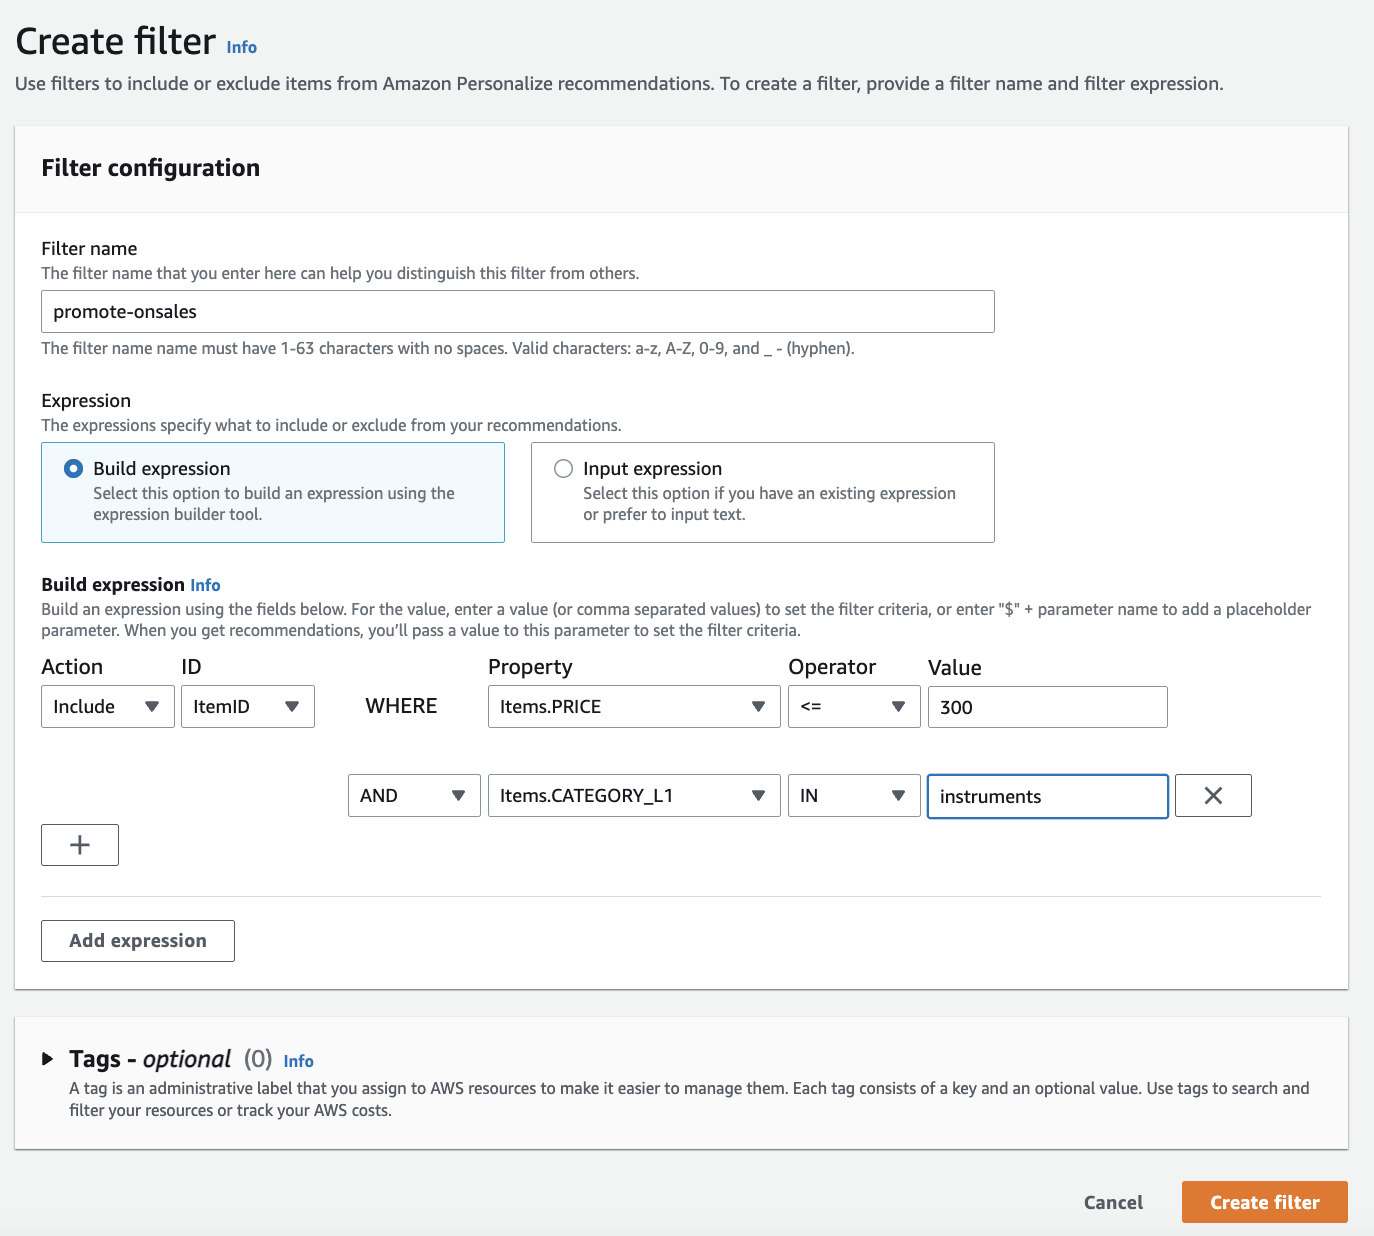 Create filter Info
Use filters to include or exclude items from Amazon Personalize recommendations. To create a filter, provide a filter name and filter expression.
Filter configuration
Filter name
The filter name that you enter here can help you distinguish this filter from others.
promote-onsales
The filter name name must have 1-63 characters with no spaces. Valid characters: a-z, A-Z, 0-9, and _ - (hyphen).
Expression
The expressions specify what to include or exclude from your recommendations.
Build expression
Select this option to build an expression using the
expression builder tool.
Input expression
Select this option if you have an existing expression
or prefer to input text.
Build expression Info
Build an expression using the fields below. For the value, enter a value (or comma separated values) to set the filter criteria, or enter "$" + parameter name to add a placeholder
parameter. When you get recommendations, you’ll pass a value to this parameter to set the filter criteria.
Action ID Property Operator Value
Include ItemID WHERE Items.PRICE <= 300
AND Items.CATEGORY_L1 IN instruments
Add expression
Tags - optional (0) Info
A tag is an administrative label that you assign to AWS resources to make it easier to manage them. Each tag consists of a key and an optional value. Use tags to search and
filter your resources or track your AWS costs.
Cancel Create filter